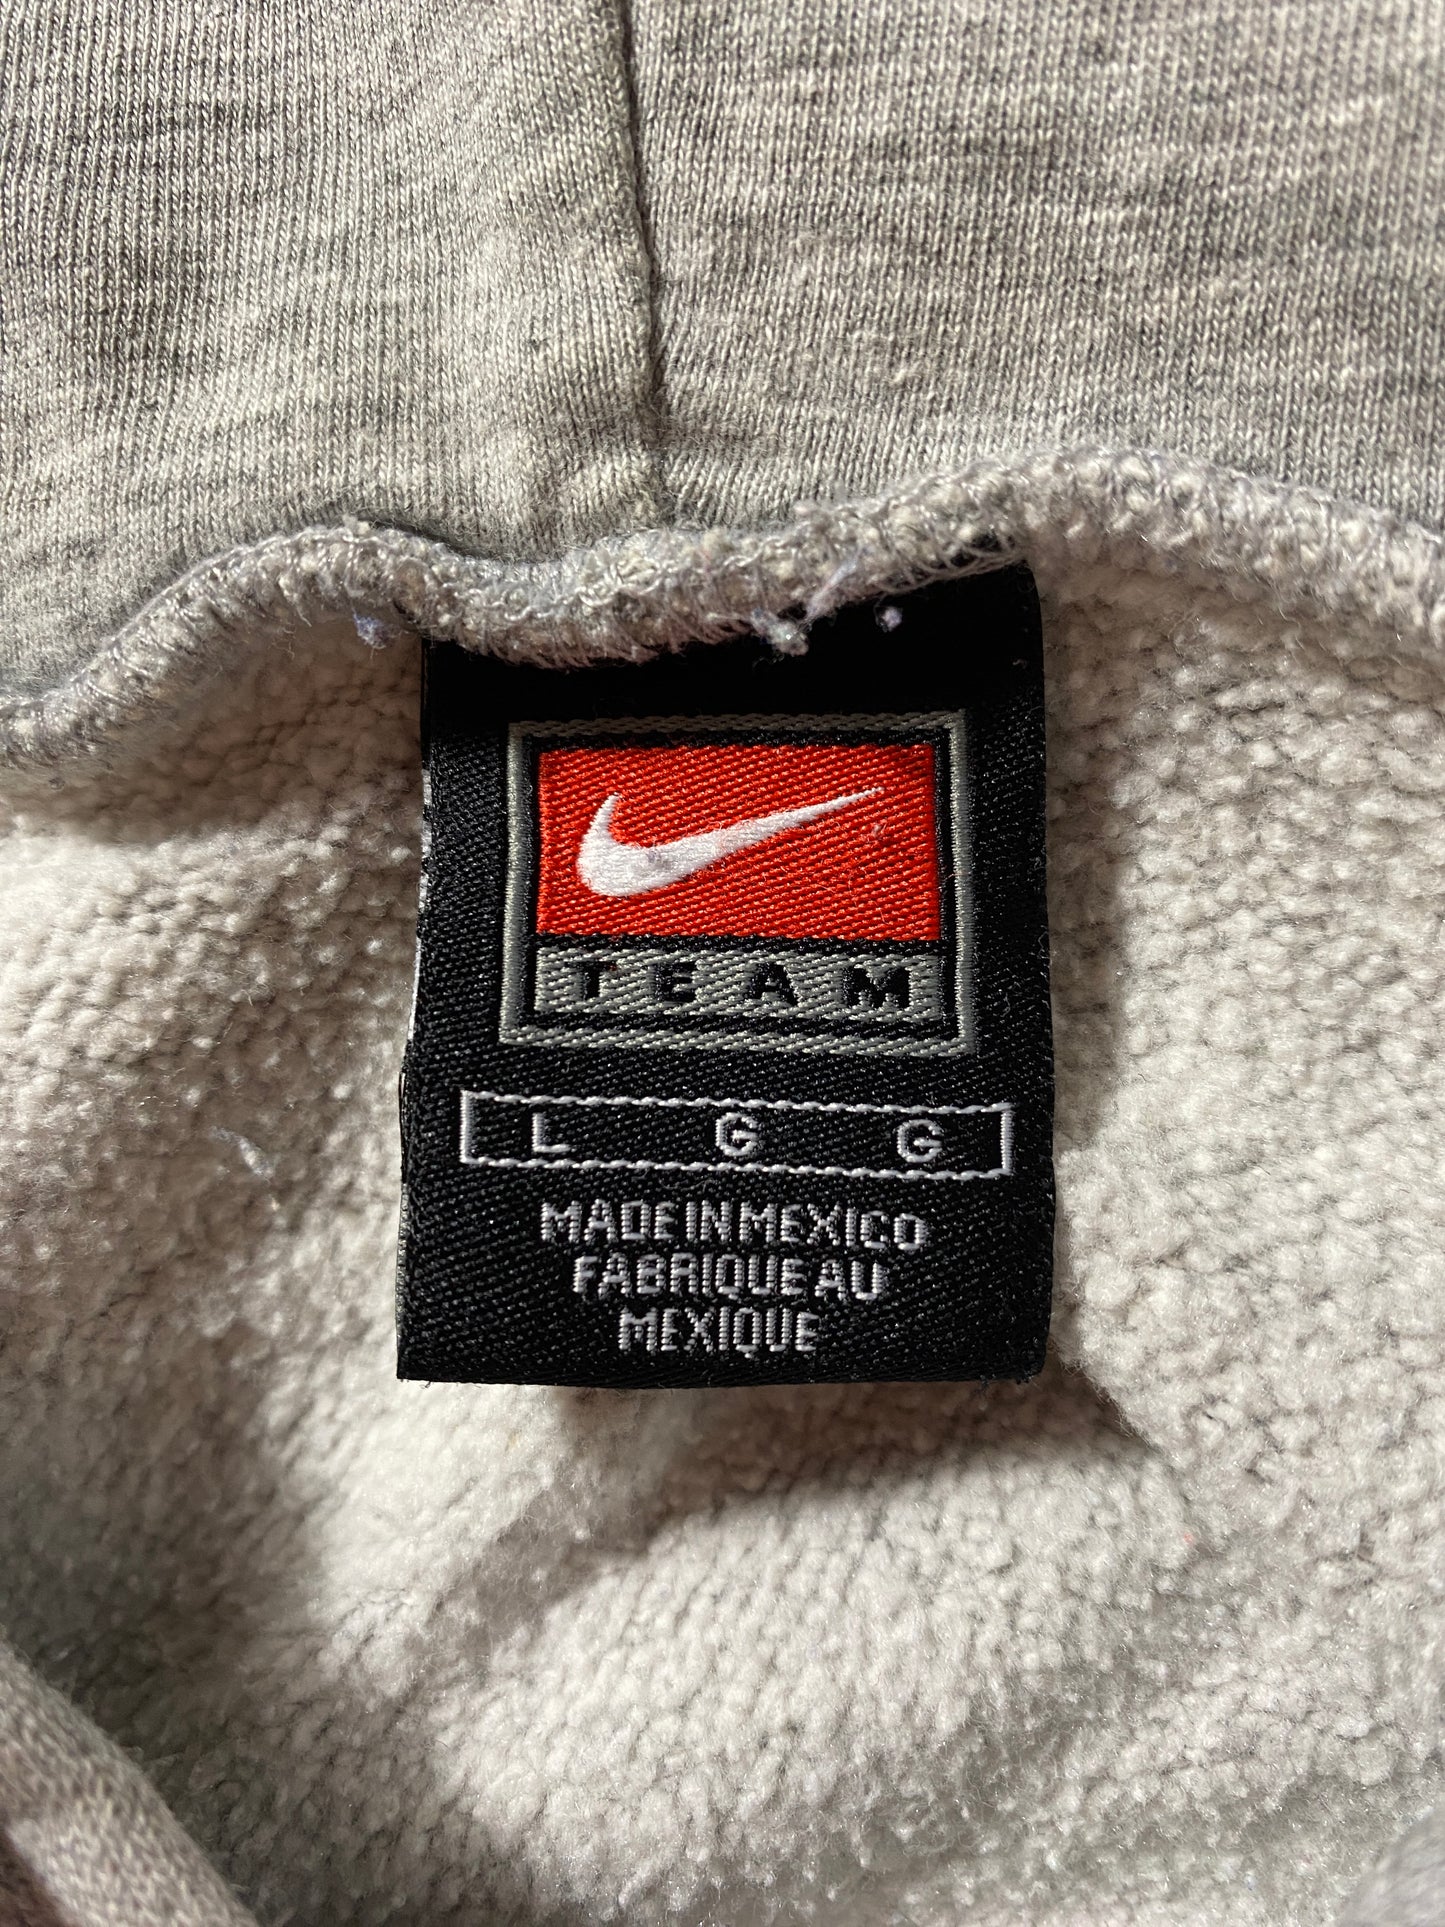 TEAM
L G G
MADE IN MEXICO
FABRIQUE AU
MEXIQUE